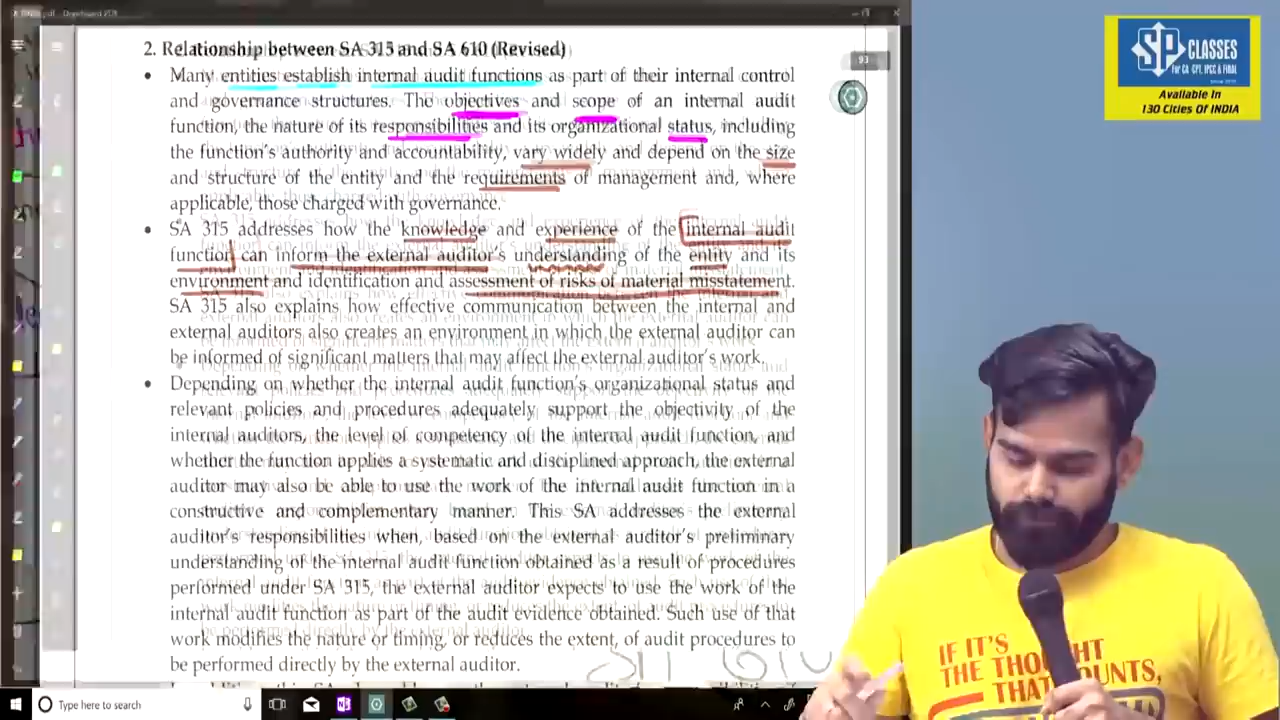 2. Relationship between SA 315 and SA 610 (Revised)
93
• Many entities establish internal audit functions as part of their internal control
and governance structures. The objectives and scope of an internal audit
function, the nature of its responsibilities and its organizational status, including
the function's authority and accountability, vary widely and depend on the size
and structure of the entity and the requirements of management and, where
applicable, those charged with governance.
• SA 315 addresses how the knowledge and experience of the internal audit
function can inform the external auditor's understanding of the entity and its
environment and identification and assessment of risks of material misstatement.
SA 315 also explains how effective communication between the internal and
external auditors also creates an environment in which the external auditor can
be informed of significant matters that may affect the external auditor's work.
• Depending on whether the internal audit function's organizational status and
relevant policies and procedures adequately support the objectivity of the
internal auditors, the level of competency of the internal audit function, and
whether the function applies a systematic and disciplined approach, the external
auditor may also be able to use the work of the internal audit function in a
constructive and complementary manner. This SA addresses the external
auditor's responsibilities when, based on the external auditor's preliminary
understanding of the internal audit function obtained as a result of procedures
performed under SA 315, the external auditor expects to use the work of the
internal audit function as part of the audit evidence obtained. Such use of that
work modifies the nature or timing, or reduces the extent, of audit procedures to
be performed directly by the external auditor.
Type here to search
SP CLASSES
For CA CPT, IPCC & FINAL
Available In
130 Cities Of INDIA
IF IT'S
THE THOUGHT
THAT COUNTS,